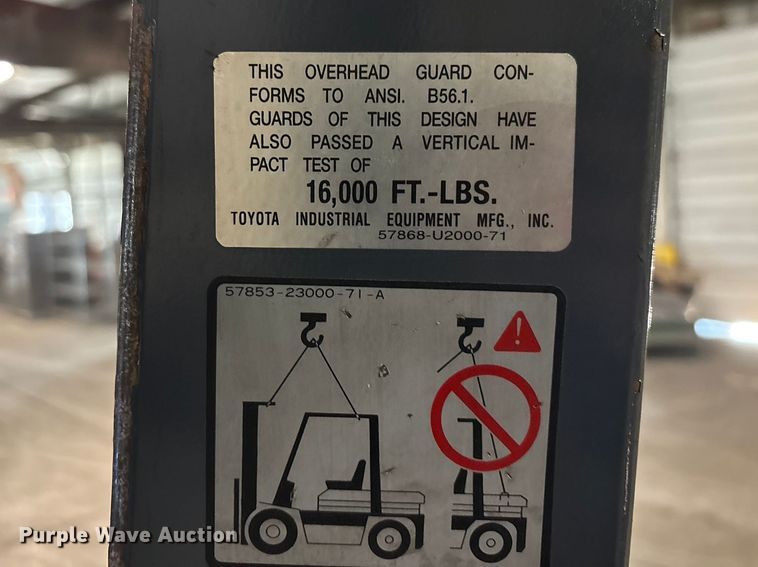 THIS OVERHEAD GUARD CON-
FORMS TO ANSI. B56.1.
GUARDS OF THIS DESIGN HAVE
ALSO PASSED A VERTICAL IM-
PACT TEST OF
16,000 FT.-LBS.
TOYOTA INDUSTRIAL EQUIPMENT MFG., INC.
57868-U2000-71
57853-23000-71-A
Purple Wave Auction